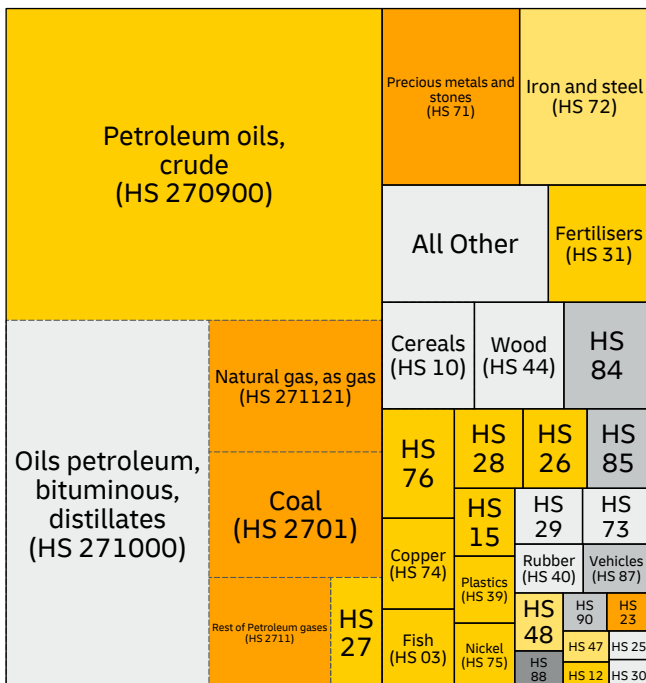 Petroleum oils,
crude
(HS 270900)
Precious metals and
stones
(HS 71)
Iron and steel
(HS 72)
All Other
Fertilisers
(HS 31)
Cereals
(HS 10)
Wood
(HS 44)
HS
84
Oils petroleum,
bituminous,
distillates
(HS 271000)
Natural gas, as gas
(HS 271121)
Coal
(HS 2701)
Rest of Petroleum gases
(HS 2711)
HS
27
HS
76
HS
28
HS
26
HS
85
HS
15
HS
29
HS
73
Copper
(HS 74)
Plastics
(HS 39)
Rubber
(HS 40)
Vehicles
(HS 87)
Fish
(HS 03)
Nickel
(HS 75)
HS
48
HS
90
HS
23
HS 47
HS 25
HS
88
HS 12
HS 30